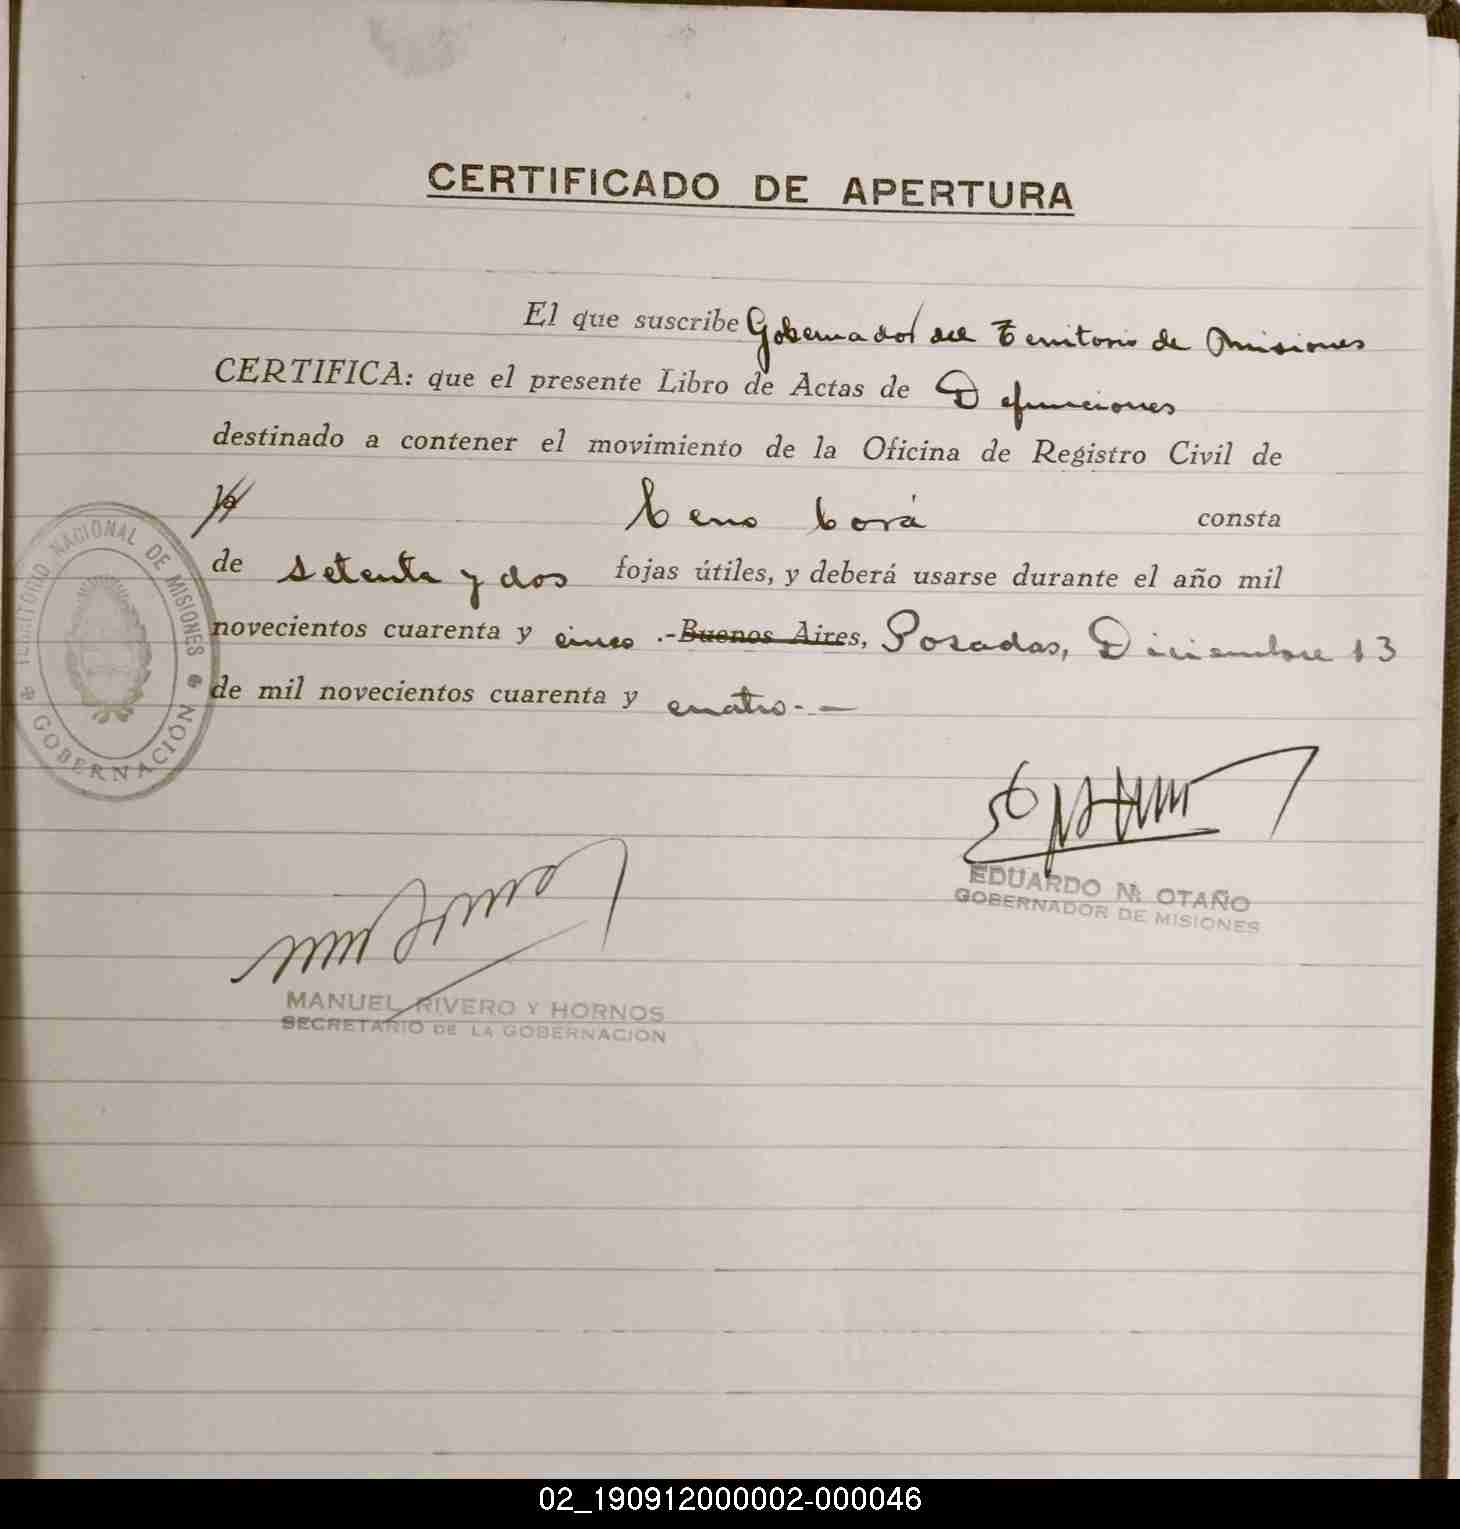 CERTIFICADO DE APERTURA
El que suscribe Gobernador del Territorio de Misiones
CERTIFICA: que el presente Libro de Actas de Defunciones
destinado a contener el movimiento de la Oficina de Registro Civil de
Cerro Corá consta
de setenta y dos fojas útiles, y deberá usarse durante el año mil
novecientos cuarenta y cinco .- Buenos Aires, Posadas, Diciembre 13
de mil novecientos cuarenta y cuatro.-
TERRITORIO NACIONAL DE MISIONES
GOBERNACIÓN
EDUARDO N. OTAÑO
GOBERNADOR DE MISIONES
MANUEL RIVERO Y HORNOS
SECRETARIO DE LA GOBERNACION
02_190912000002-000046